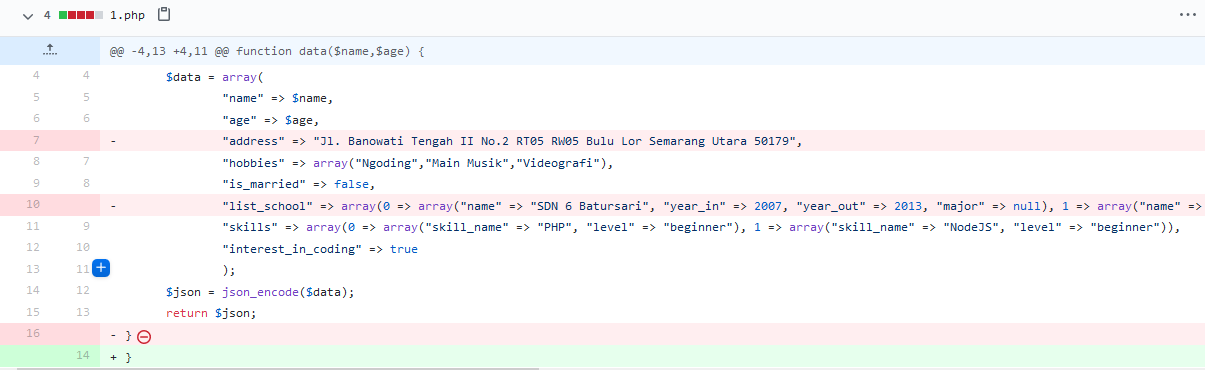 4 1.php
@@ -4,13 +4,11 @@ function data($name,$age) {
4 4 $data = array(
5 5 "name" => $name,
6 6 "age" => $age,
7 - "address" => "Jl. Banowati Tengah II No.2 RT05 RW05 Bulu Lor Semarang Utara 50179",
8 7 "hobbies" => array("Ngoding","Main Musik","Videografi"),
9 8 "is_married" => false,
10 - "list_school" => array(0 => array("name" => "SDN 6 Batursari", "year_in" => 2007, "year_out" => 2013, "major" => null), 1 => array("name" =>
11 9 "skills" => array(0 => array("skill_name" => "PHP", "level" => "beginner"), 1 => array("skill_name" => "NodeJS", "level" => "beginner")),
12 10 "interest_in_coding" => true
13 11 + );
14 12 $json = json_encode($data);
15 13 return $json;
16 - }
14 + }